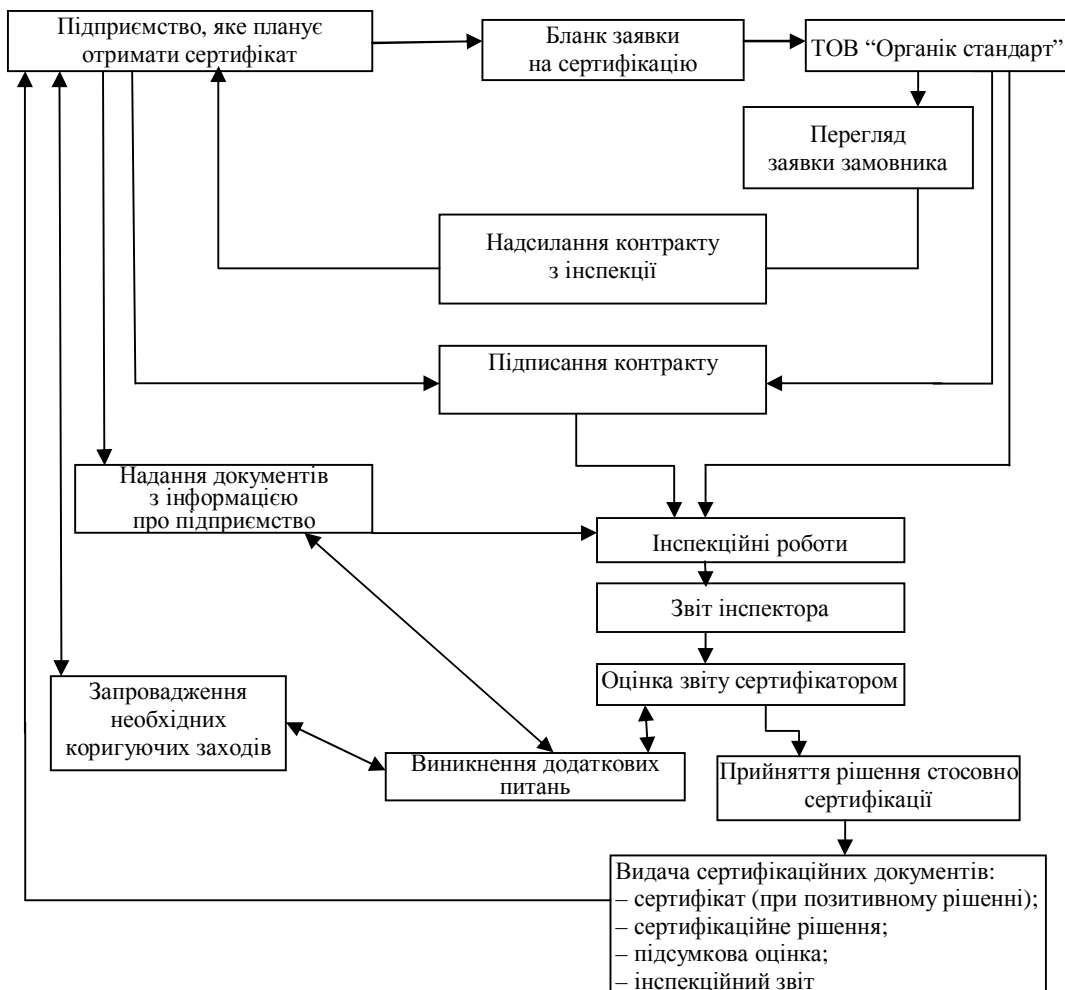 Підприємство, яке планує
отримати сертифікат
Бланк заявки
на сертифікацію
ТОВ “Органік стандарт”
Перегляд
заявки замовника
Надсилання контракту
з інспекції
Підписання контракту
Надання документів
з інформацією
про підприємство
Інспекційні роботи
Звіт інспектора
Оцінка звіту сертифікатором
Запровадження
необхідних
коригуючих заходів
Виникнення додаткових
питань
Прийняття рішення стосовно
сертифікації
Видача сертифікаційних документів:
– сертифікат (при позитивному рішенні);
– сертифікаційне рішення;
– підсумкова оцінка;
– інспекційний звіт